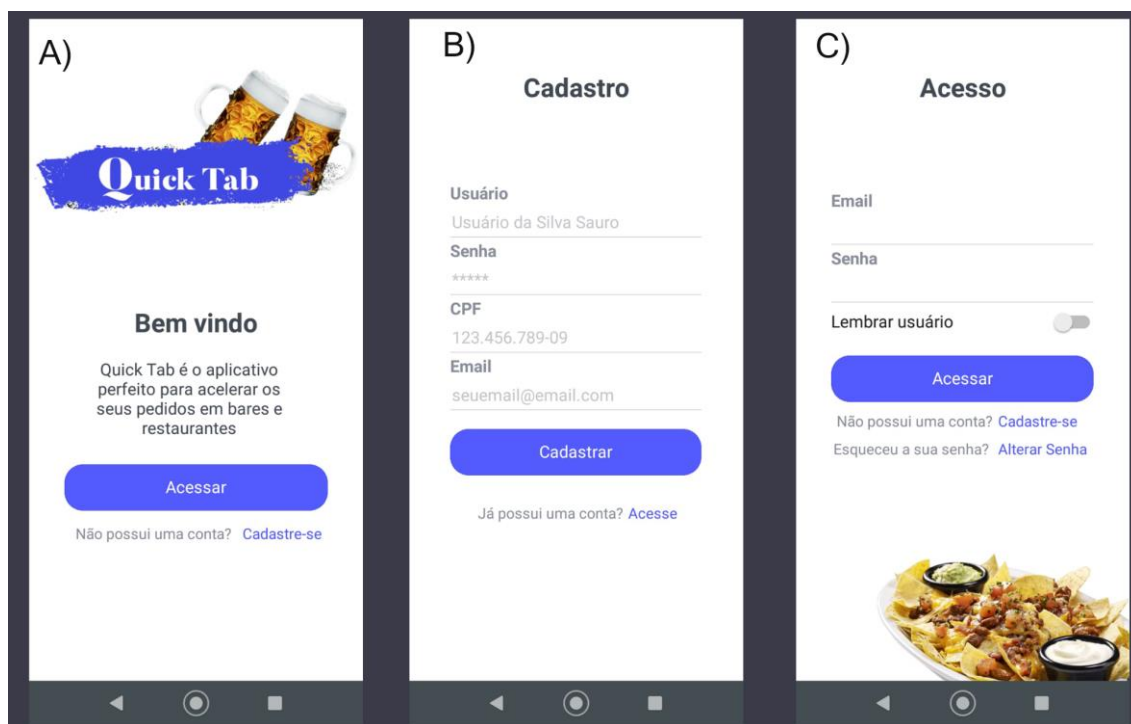 A)
Quick Tab
Bem vindo
Quick Tab é o aplicativo
perfeito para acelerar os
seus pedidos em bares e
restaurantes
Acessar
Não possui uma conta? Cadastre-se
B)
Cadastro
Usuário
Usuário da Silva Sauro
Senha
*****
CPF
123.456.789-09
Email
seuemail@email.com
Cadastrar
Já possui uma conta? Acesse
C)
Acesso
Email
Senha
Lembrar usuário
Acessar
Não possui uma conta? Cadastre-se
Esqueceu a sua senha? Alterar Senha